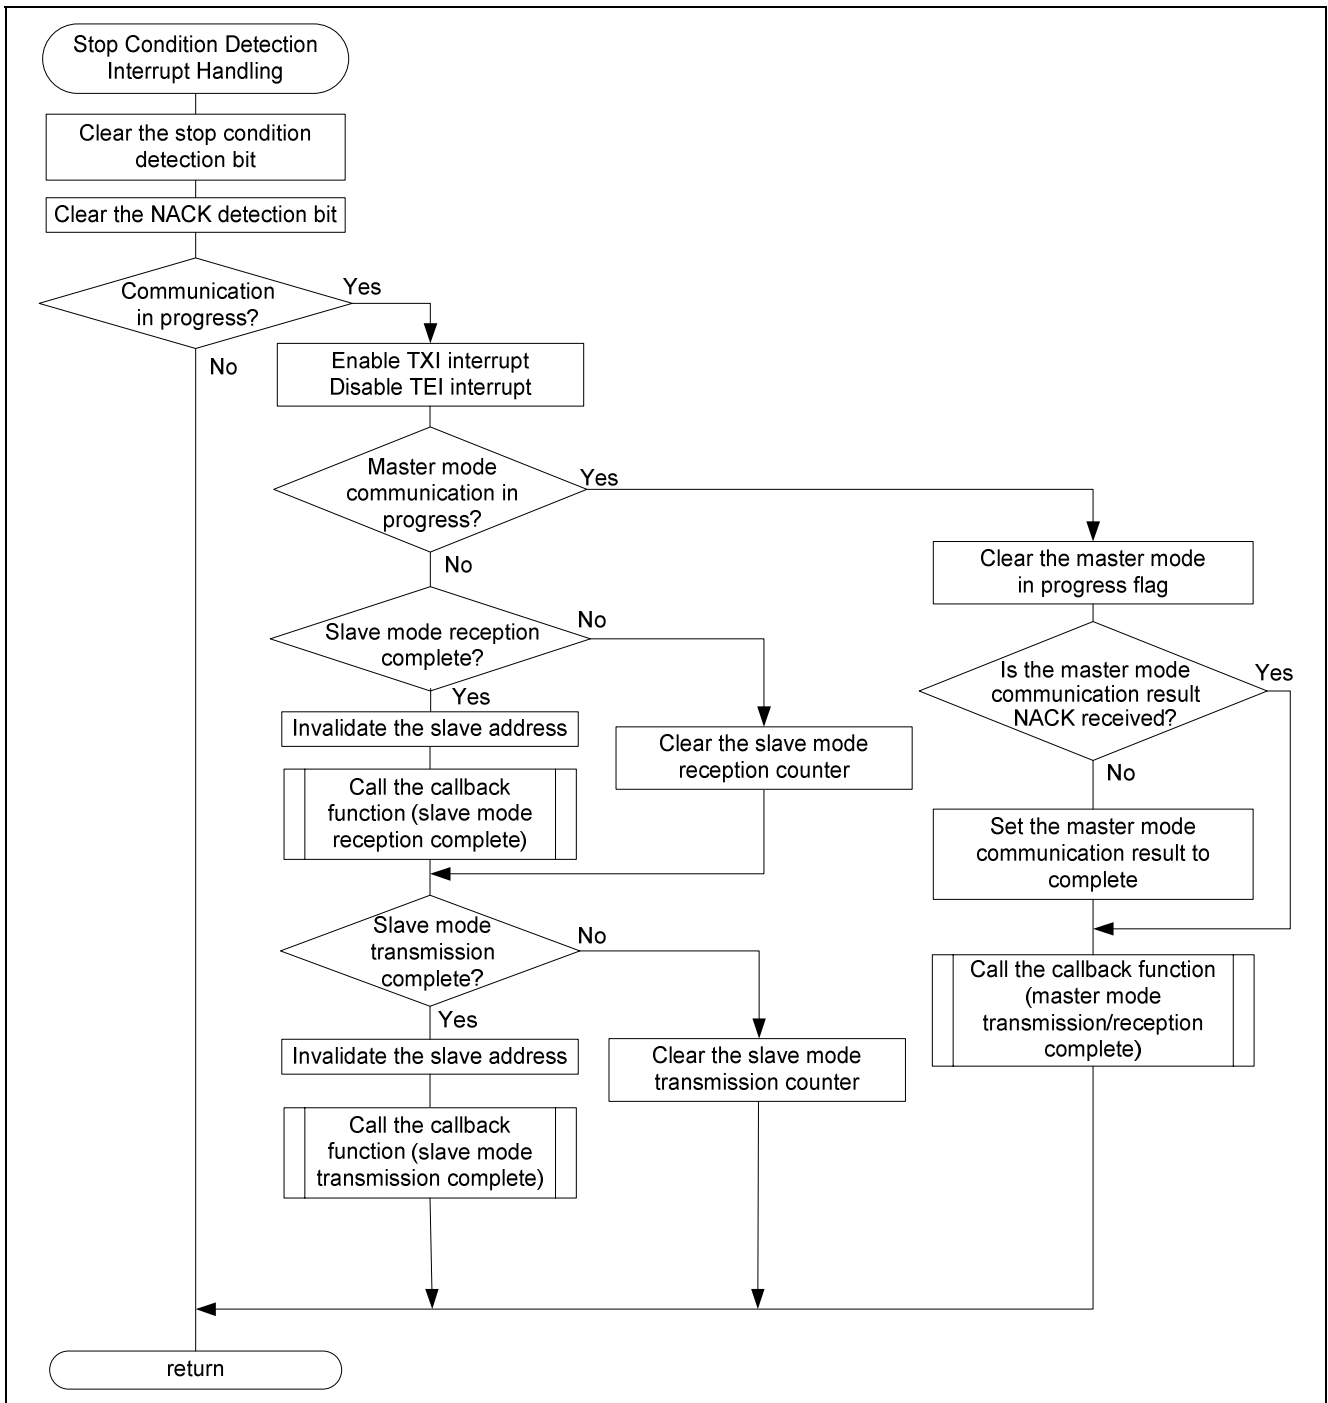 Stop Condition Detection
Interrupt Handling
Clear the stop condition
detection bit
Clear the NACK detection bit
Communication
in progress?
Yes
No
Enable TXI interrupt
Disable TEI interrupt
Master mode
communication in
progress?
Yes
No
Clear the master mode
in progress flag
Slave mode reception
complete?
No
Yes
Is the master mode
communication result
NACK received?
Yes
No
Invalidate the slave address
Clear the slave mode
reception counter
Call the callback
function (slave mode
reception complete)
Set the master mode
communication result to
complete
Slave mode
transmission
complete?
No
Yes
Call the callback function
(master mode
transmission/reception
complete)
Invalidate the slave address
Clear the slave mode
transmission counter
Call the callback
function (slave mode
transmission complete)
return